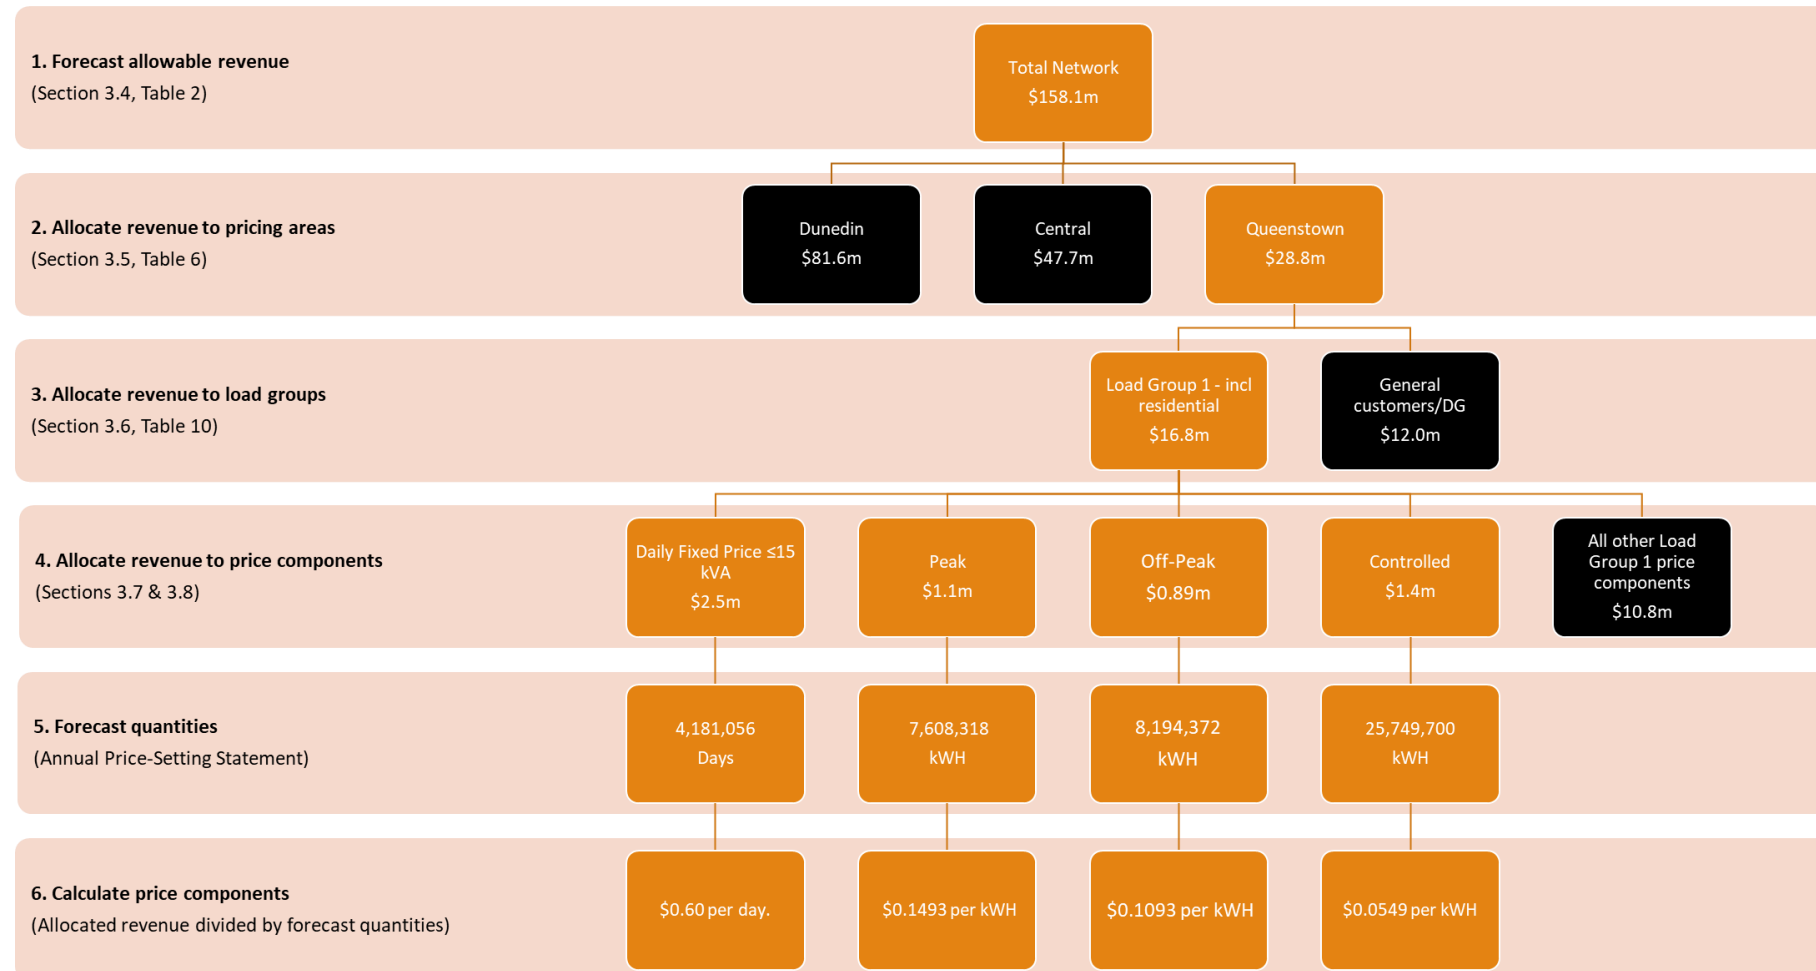 1. Forecast allowable revenue
(Section 3.4, Table 2)
Total Network
$158.1m
2. Allocate revenue to pricing areas
(Section 3.5, Table 6)
Dunedin
$81.6m
Central
$47.7m
Queenstown
$28.8m
3. Allocate revenue to load groups
(Section 3.6, Table 10)
Load Group 1 - incl
residential
$16.8m
General
customers/DG
$12.0m
4. Allocate revenue to price components
(Sections 3.7 & 3.8)
Daily Fixed Price ≤15
kVA
$2.5m
Peak
$1.1m
Off-Peak
$0.89m
Controlled
$1.4m
All other Load
Group 1 price
components
$10.8m
5. Forecast quantities
(Annual Price-Setting Statement)
4,181,056
Days
7,608,318
kWH
8,194,372
kWH
25,749,700
kWH
6. Calculate price components
(Allocated revenue divided by forecast quantities)
$0.60 per day.
$0.1493 per kWH
$0.1093 per kWH
$0.0549 per kWH